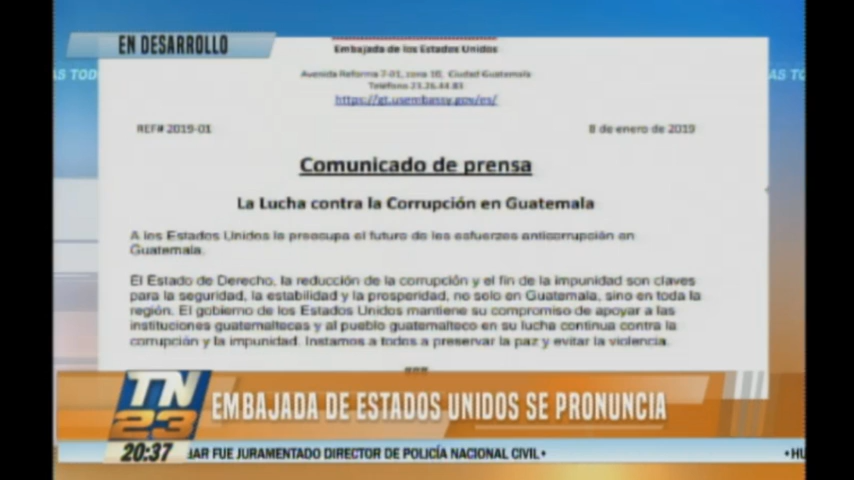 EN DESARROLLO
Embajada de los Estados Unidos
Avenida Reforma 7-01, zona 10, Ciudad Guatemala
Teléfono 23.26.44.83
https://gt.usembassy.gov/es/
REF# 2019-01
8 de enero de 2019
Comunicado de prensa
La Lucha contra la Corrupción en Guatemala
A los Estados Unidos le preocupa el futuro de los esfuerzos anticorrupción en
Guatemala.
El Estado de Derecho, la reducción de la corrupción y el fin de la impunidad son claves
para la seguridad, la estabilidad y la prosperidad, no solo en Guatemala, sino en toda la
región. El gobierno de los Estados Unidos mantiene su compromiso de apoyar a las
instituciones guatemaltecas y al pueblo guatemalteco en su lucha continua contra la
corrupción y la impunidad. Instamos a todos a preservar la paz y evitar la violencia.
###
TN
23
EMBAJADA DE ESTADOS UNIDOS SE PRONUNCIA
20:37
FUE JURAMENTADO DIRECTOR DE POLICÍA NACIONAL CIVIL •